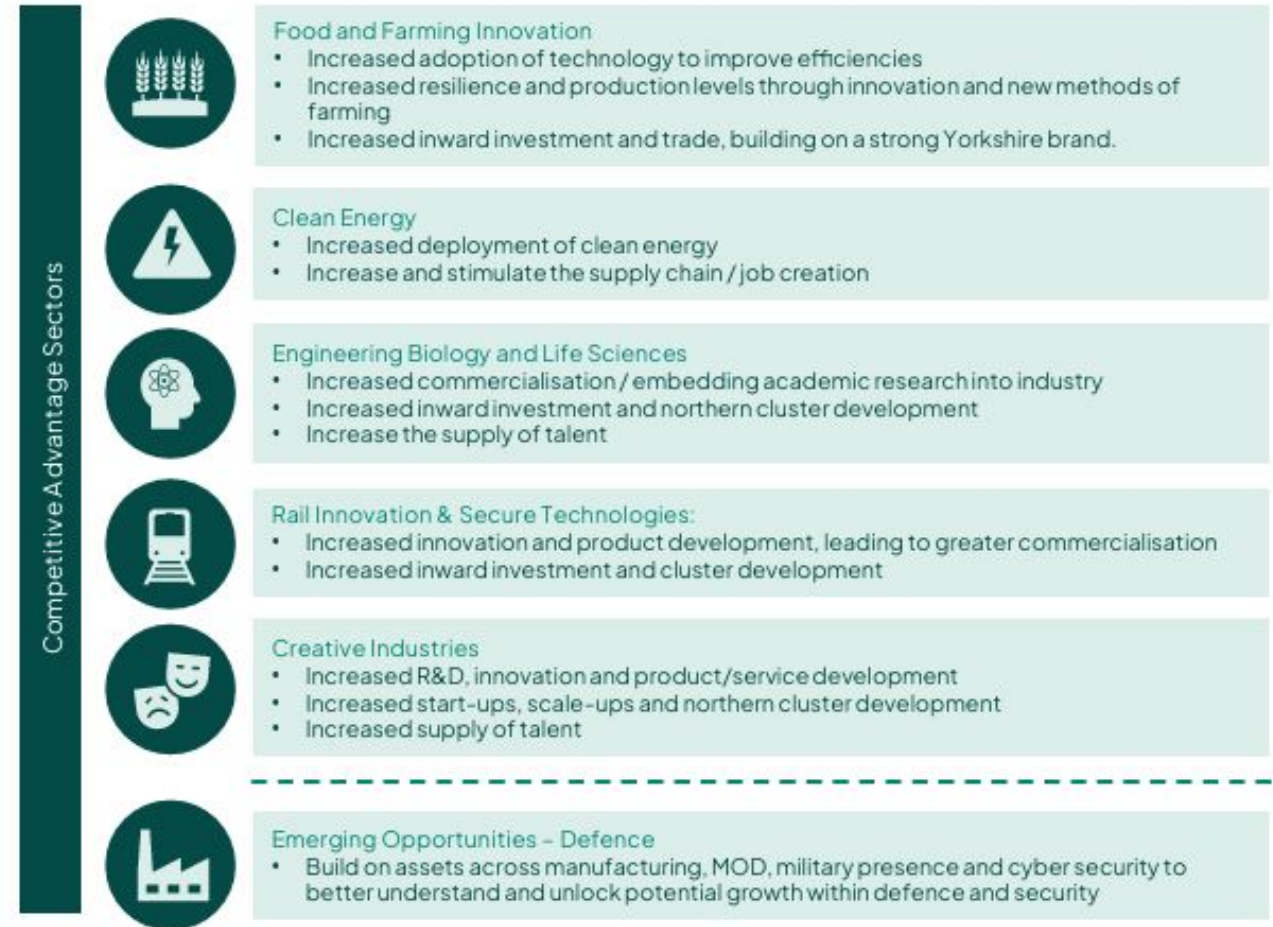 Competitive Advantage Sectors
Food and Farming Innovation
• Increased adoption of technology to improve efficiencies
• Increased resilience and production levels through innovation and new methods of
farming
• Increased inward investment and trade, building on a strong Yorkshire brand.
Clean Energy
• Increased deployment of clean energy
• Increase and stimulate the supply chain / job creation
Engineering Biology and Life Sciences
• Increased commercialisation / embedding academic research into industry
• Increased inward investment and northern cluster development
• Increase the supply of talent
Rail Innovation & Secure Technologies:
• Increased innovation and product development, leading to greater commercialisation
• Increased inward investment and cluster development
Creative Industries
• Increased R&D, innovation and product/service development
• Increased start-ups, scale-ups and northern cluster development
• Increased supply of talent
Emerging Opportunities – Defence
• Build on assets across manufacturing, MOD, military presence and cyber security to
better understand and unlock potential growth within defence and security